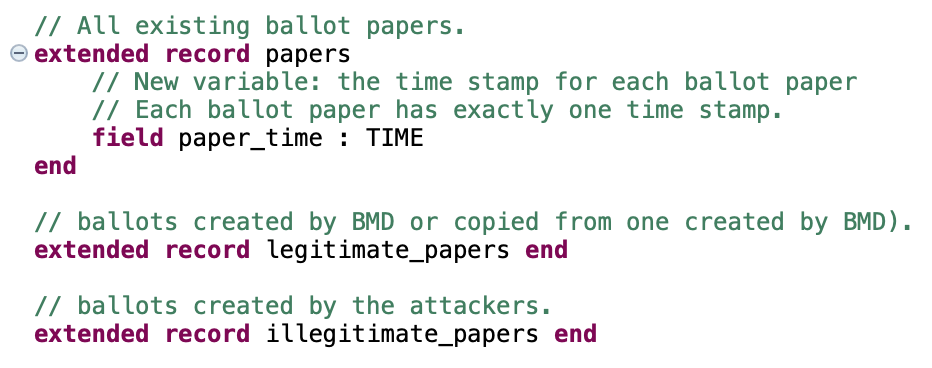 // All existing ballot papers.
extended record papers
// New variable: the time stamp for each ballot paper
// Each ballot paper has exactly one time stamp.
field paper_time : TIME
end
// ballots created by BMD or copied from one created by BMD).
extended record legitimate_papers end
// ballots created by the attackers.
extended record illegitimate_papers end